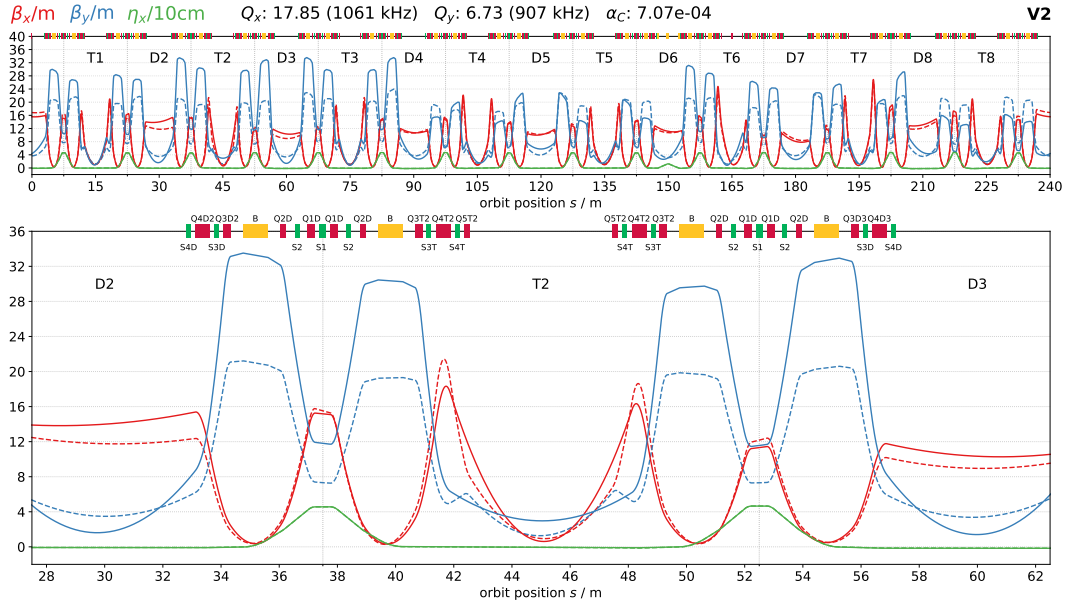 βx/m βy/m ηx/10cm Qx: 17.85 (1061 kHz) Qy: 6.73 (907 kHz) αC: 7.07e-04 V2
40
36
32
28
24
20
16
12
8
4
0
T1 D2 T2 D3 T3 D4 T4 D5 T5 D6 T6 D7 T7 D8 T8
0 15 30 45 60 75 90 105 120 135 150 165 180 195 210 225 240
orbit position s / m
Q4D2 Q3D2 B Q2D Q1D Q1D Q2D B Q3T2 Q4T2 Q5T2 Q5T2 Q4T2 Q3T2 B Q2D Q1D Q1D Q2D B Q3D3 Q4D3
S4D S3D S2 S1 S2 S3T S4T S4T S3T S2 S1 S2 S3D S4D
36
32
28
24
20
16
12
8
4
0
D2 T2 D3
28 30 32 34 36 38 40 42 44 46 48 50 52 54 56 58 60 62
orbit position s / m